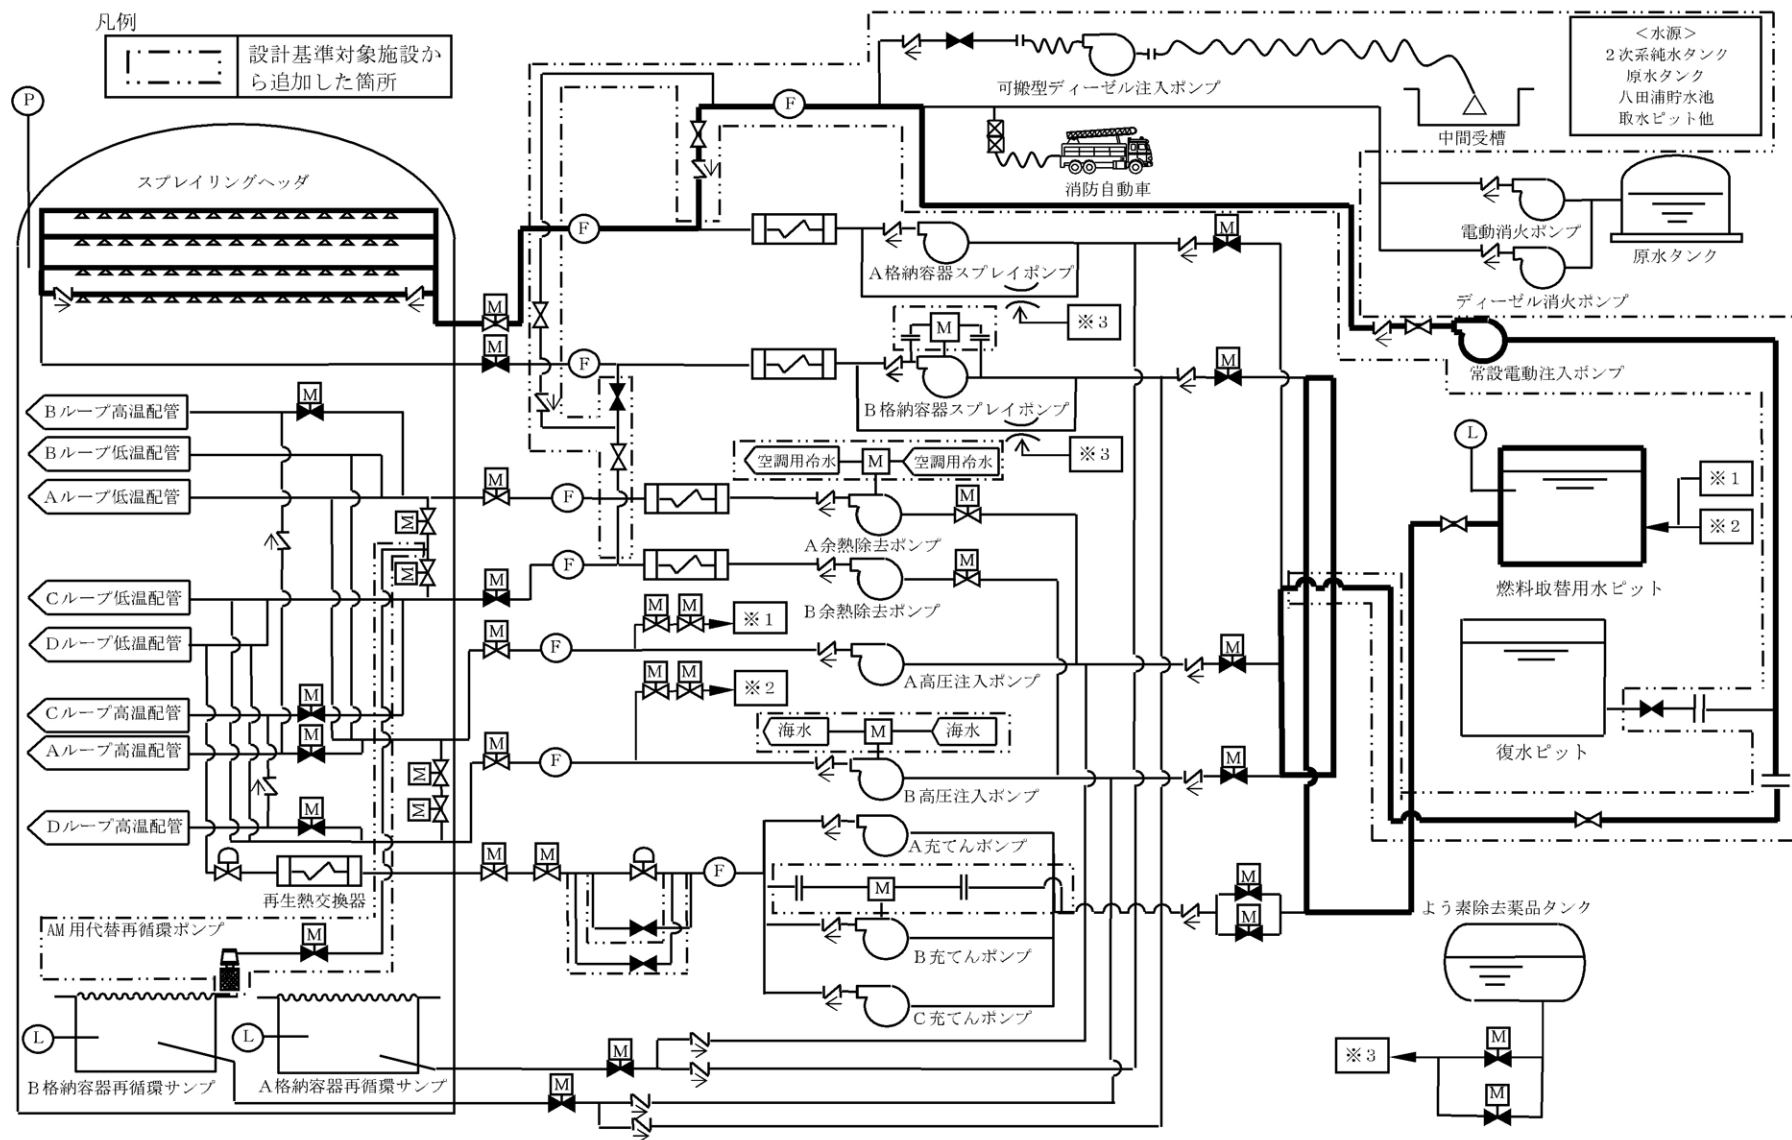 凡例
設計基準対象施設か
ら追加した箇所
P
スプレイリングヘッダ
F
可搬型ディーゼル注入ポンプ
中間受槽
<水源>
2次系純水タンク
原水タンク
八田浦貯水池
取水ピット他
消防自動車
電動消火ポンプ
原水タンク
ディーゼル消火ポンプ
F
A格納容器スプレイポンプ
M
※3
M
M
F
M
B格納容器スプレイポンプ
M
常設電動注入ポンプ
※3
Bループ高温配管
M
Bループ低温配管
空調用冷水
M
空調用冷水
L
※1
※2
燃料取替用水ピット
Aループ低温配管
M
M
F
M
A余熱除去ポンプ
M
F
M
B余熱除去ポンプ
Cループ低温配管
M
M
M
※1
Dループ低温配管
M
F
A高圧注入ポンプ
M
M
M
※2
Cループ高温配管
M
海水
M
海水
復水ピット
Aループ高温配管
M
M
F
B高圧注入ポンプ
M
M
M
Dループ高温配管
M
A充てんポンプ
再生熱交換器
M
M
F
M
M
M
B充てんポンプ
C充てんポンプ
よう素除去薬品タンク
AM用代替再循環ポンプ
M
L
L
B格納容器再循環サンプ
A格納容器再循環サンプ
M
M
※3
M
M